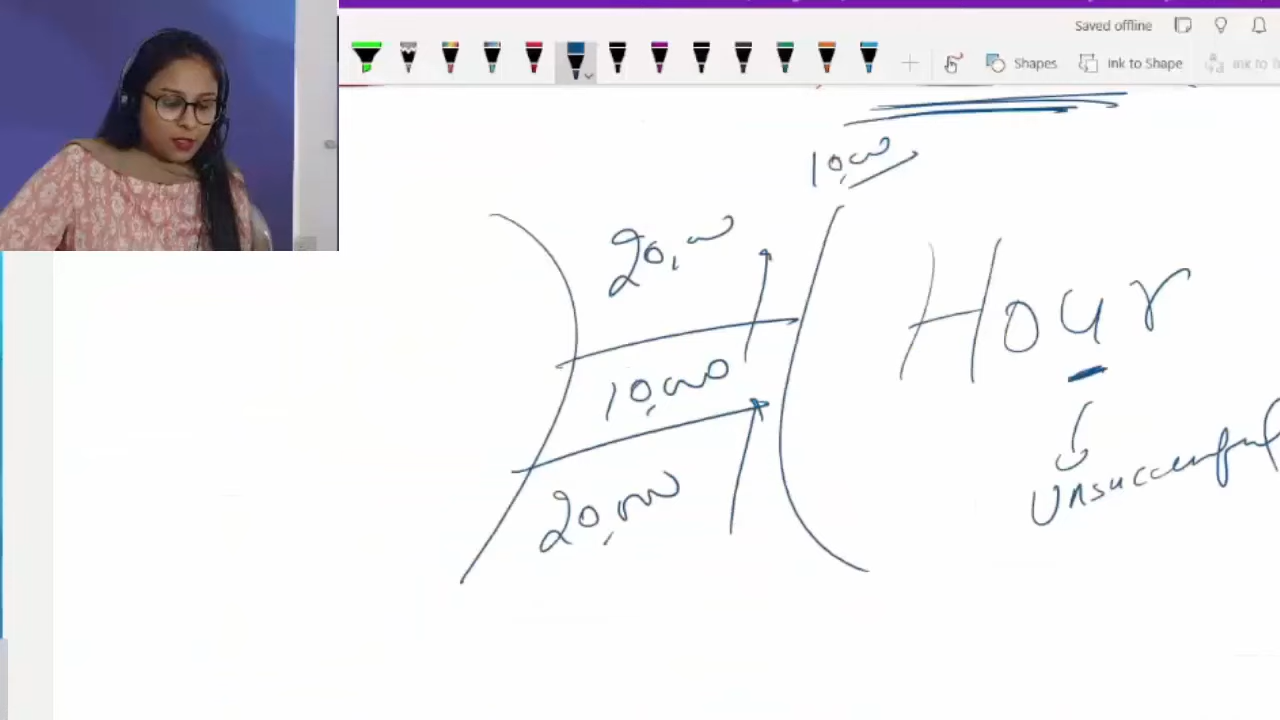 Saved offline
Shapes
Ink to Shape
10,000
20,000
Hour
10,000
20,000
Unsuccessful